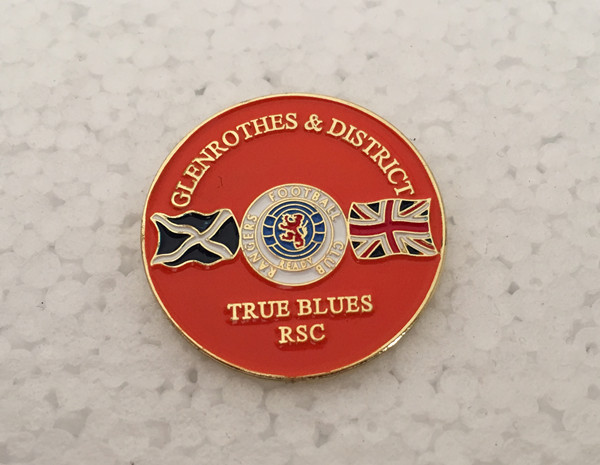 GLENROTHES & DISTRICT
RANGERS FOOTBALL CLUB
READY
TRUE BLUES
RSC